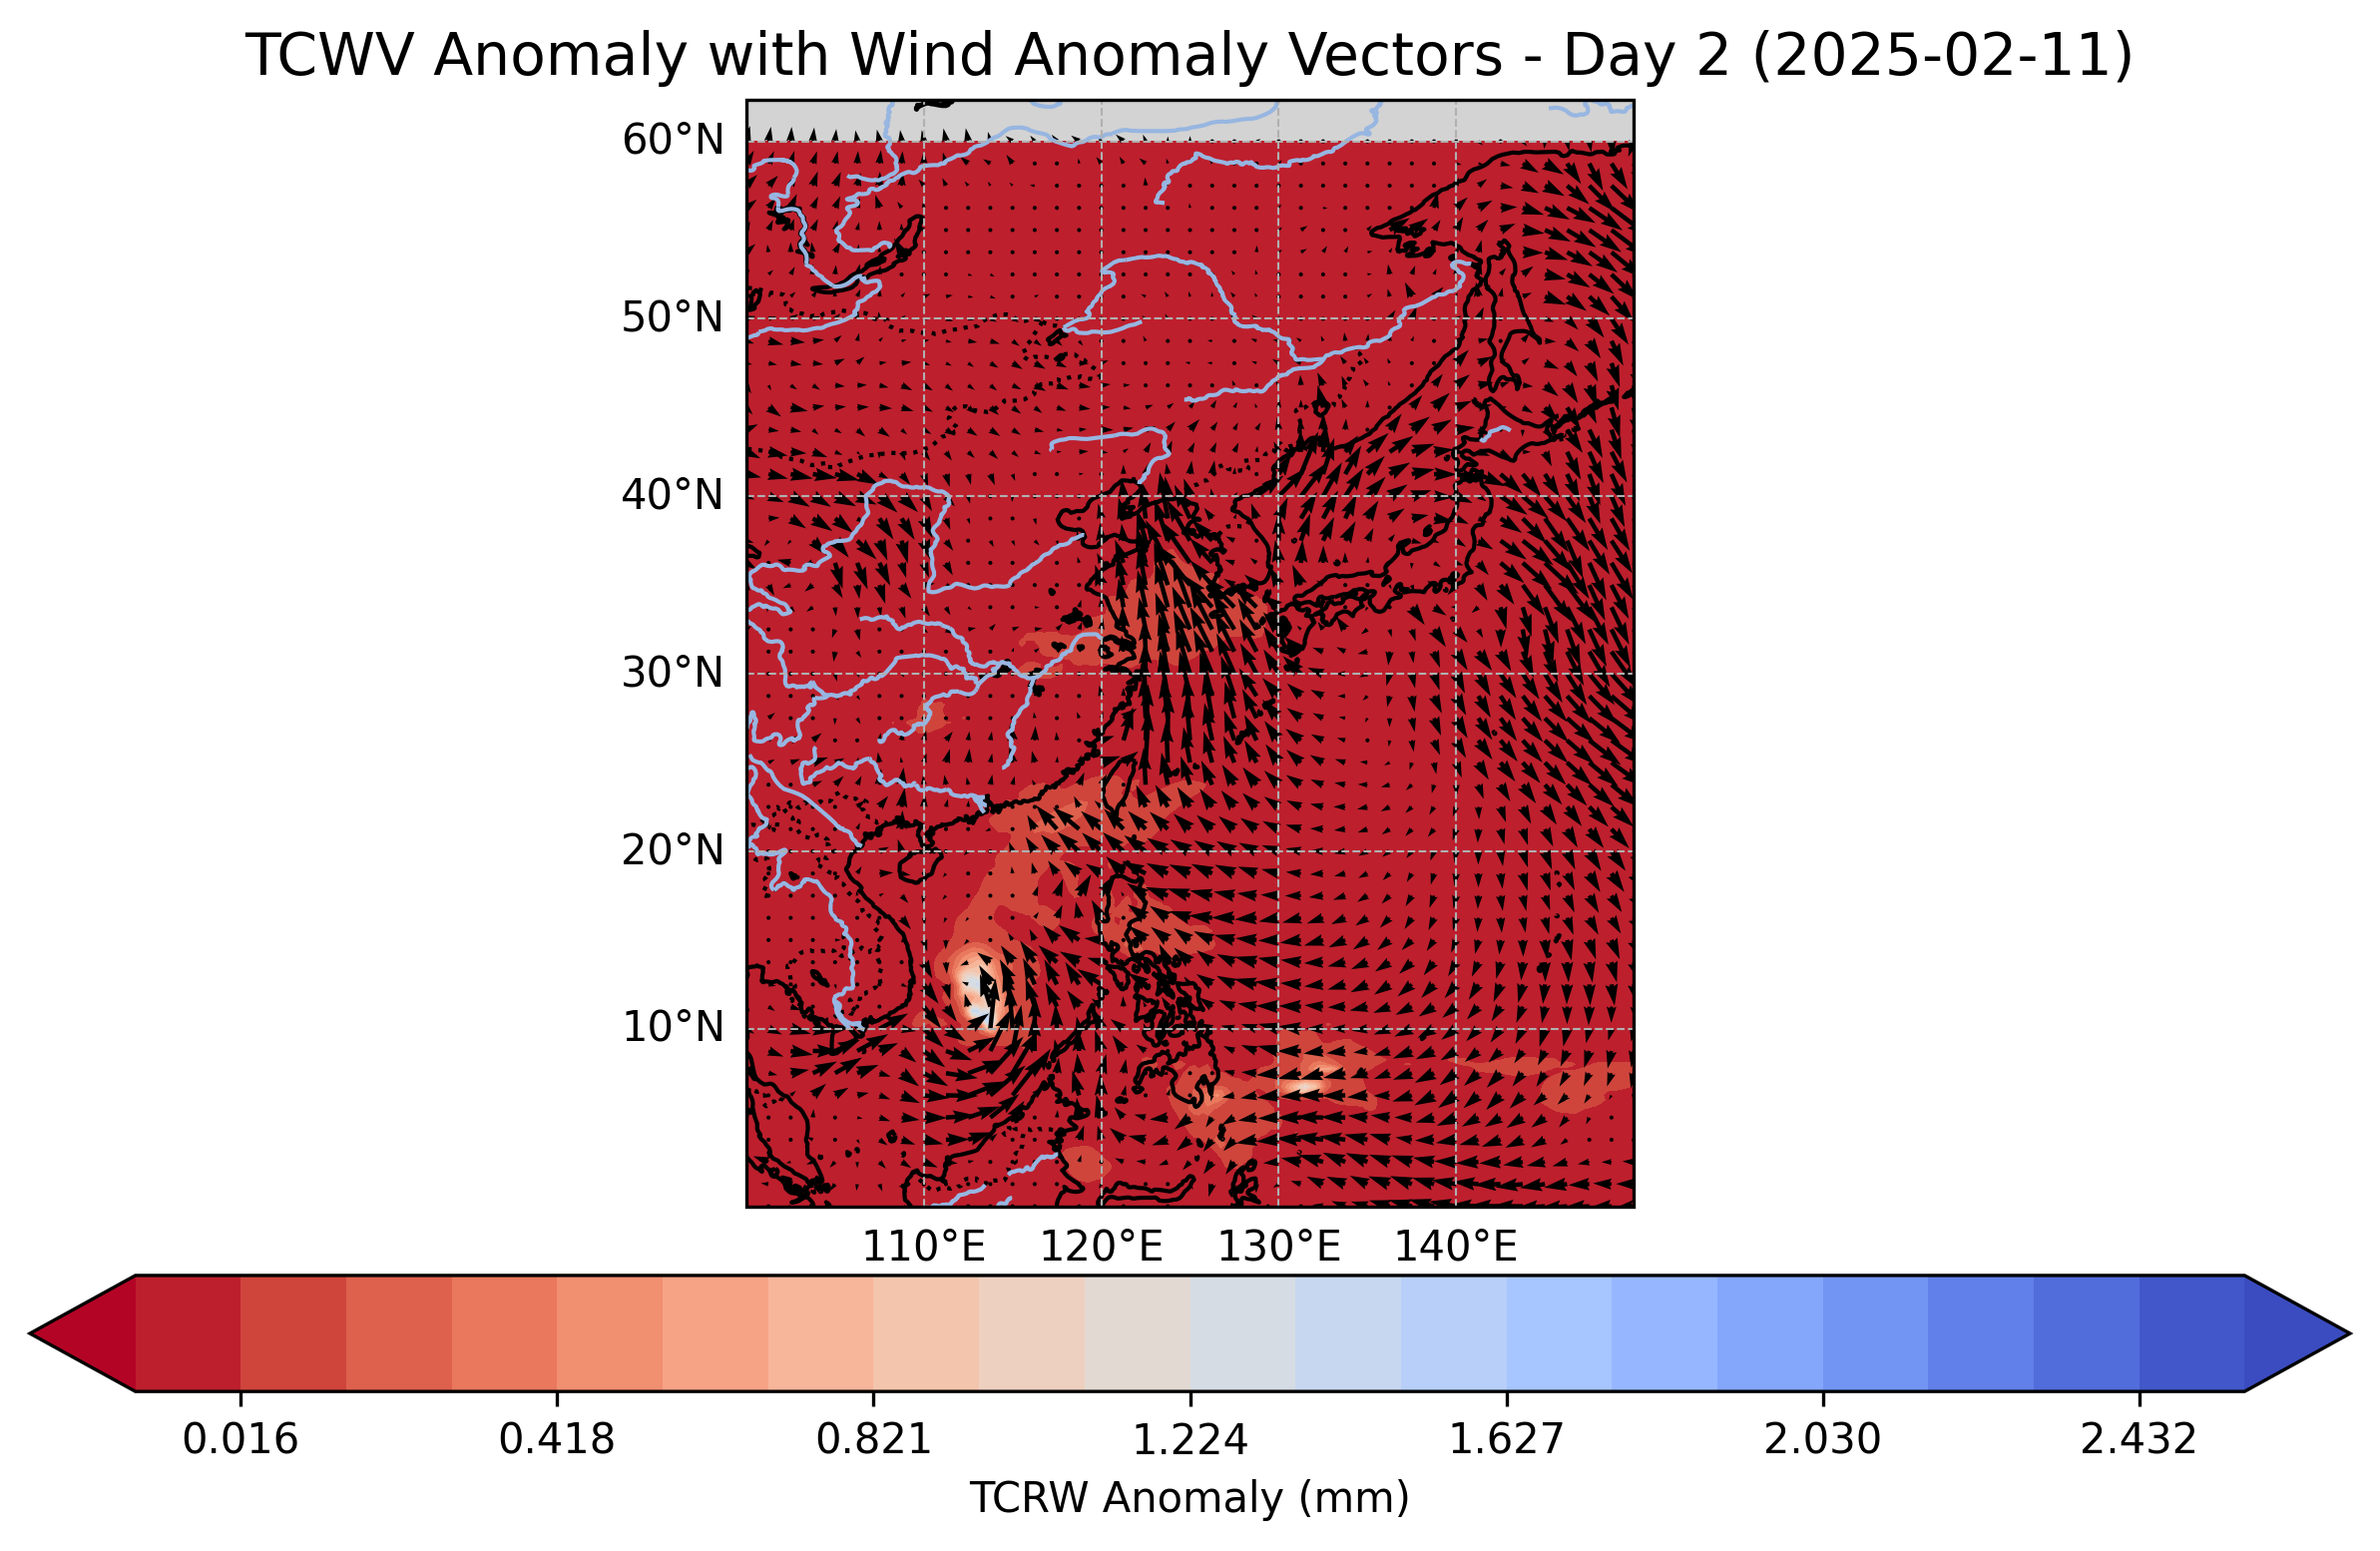 TCWV Anomaly with Wind Anomaly Vectors - Day 2 (2025-02-11)
60°N
50°N
40°N
30°N
20°N
10°N
110°E 120°E 130°E 140°E
0.016 0.418 0.821 1.224 1.627 2.030 2.432
TCRW Anomaly (mm)